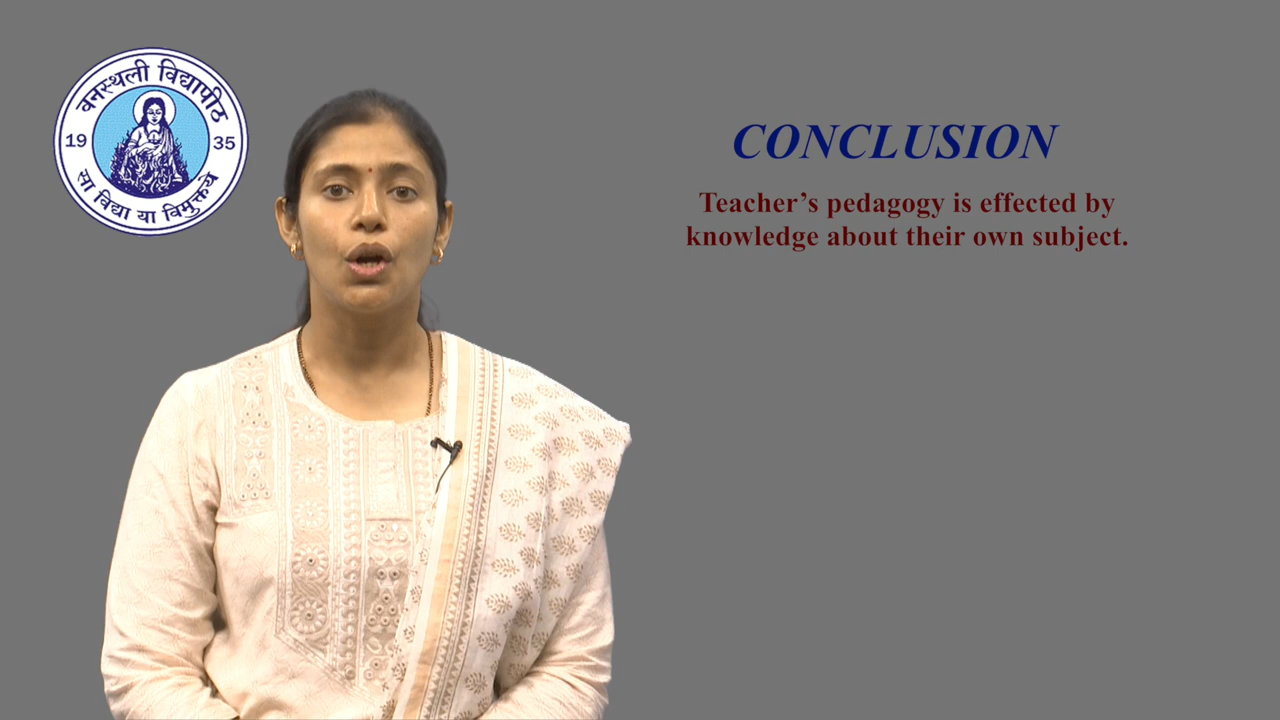 वनस्थली विद्यापीठ
19 35
सा विद्या या विमुक्तये
CONCLUSION
Teacher’s pedagogy is effected by
knowledge about their own subject.